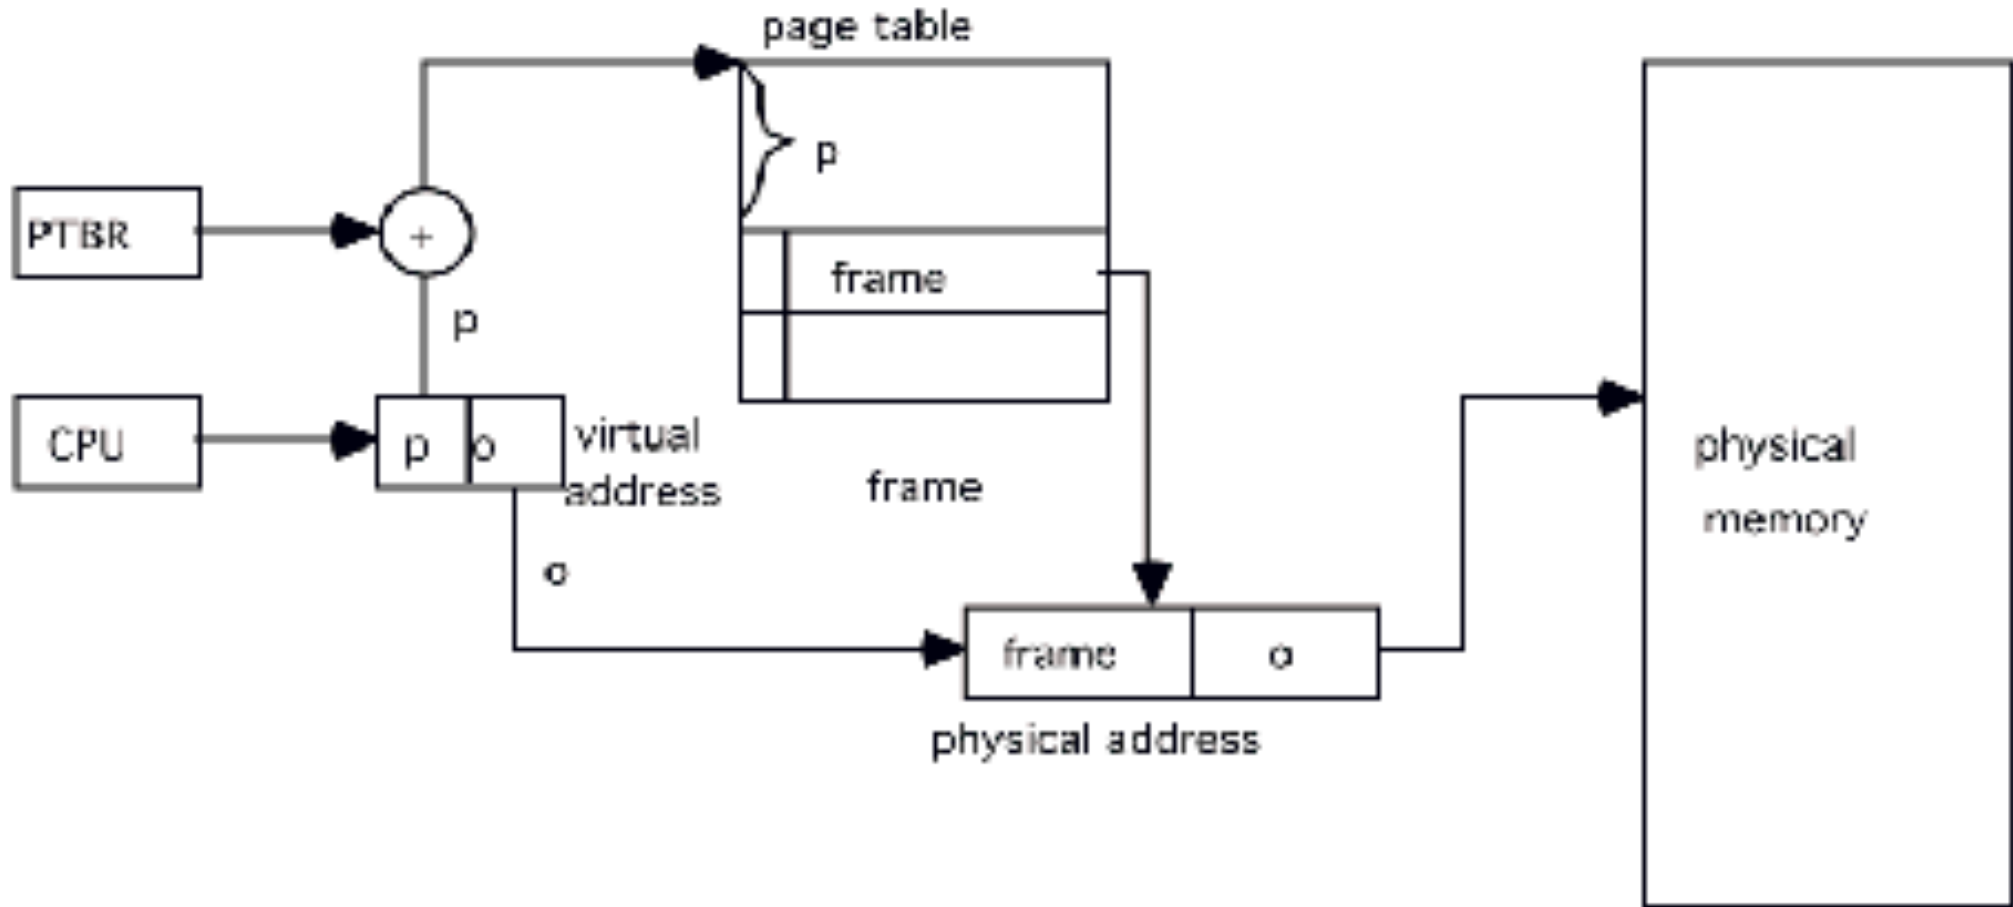 page table
p
PTBR
+
frame
p
CPU
p o
virtual
address
frame
physical
memory
o
frame o
physical address